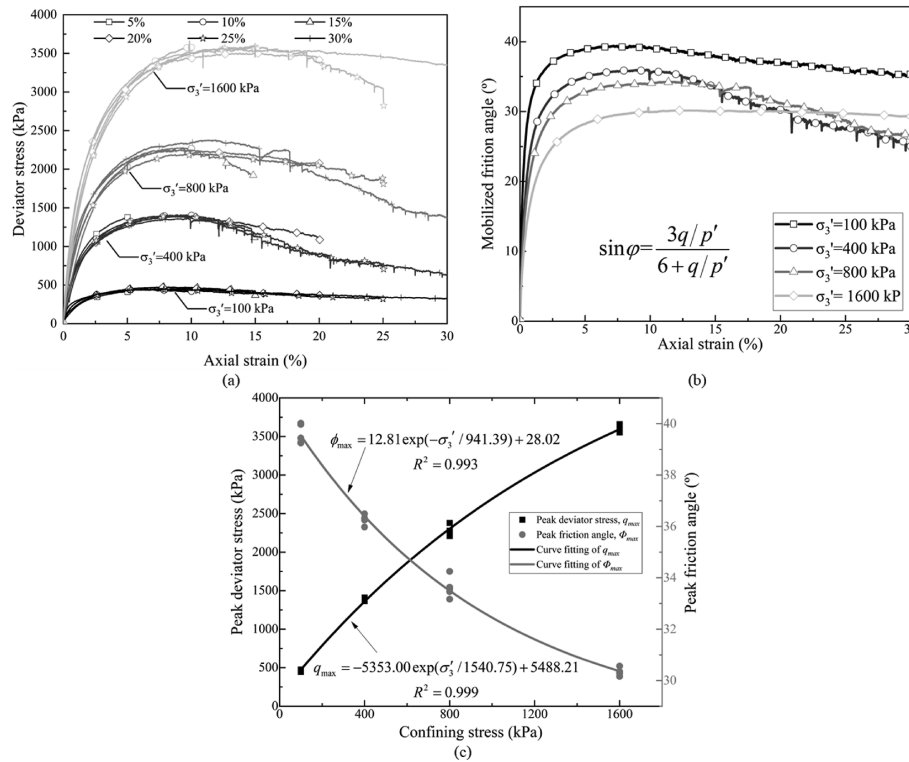 (a)
5% 10% 15%
20% 25% 30%
4000
3500
3000
2500
2000
1500
1000
500
0
Deviator stress (kPa)
σ₃′=1600 kPa
σ₃′=800 kPa
σ₃′=400 kPa
σ₃′=100 kPa
0 5 10 15 20 25 30
Axial strain (%)
(a)
40
30
20
10
0
Mobilized frition angle (°)
sinφ = (3q/p′)/(6+q/p′)
σ₃′=100 kPa
σ₃′=400 kPa
σ₃′=800 kPa
σ₃′= 1600 kP
0 5 10 15 20 25 30
Axial strain (%)
(b)
4000
3500
3000
2500
2000
1500
1000
500
0
Peak deviator stress (kPa)
ϕmax = 12.81exp(−σ₃′ / 941.39) + 28.02
R² = 0.993
Peak deviator stress, qmax
Peak friction angle, Φmax
Curve fitting of qmax
Curve fitting of Φmax
qmax = −5353.00exp(σ₃′/1540.75) + 5488.21
R² = 0.999
40
38
36
34
32
30
Peak friction angle (°)
0 400 800 1200 1600
Confining stress (kPa)
(c)